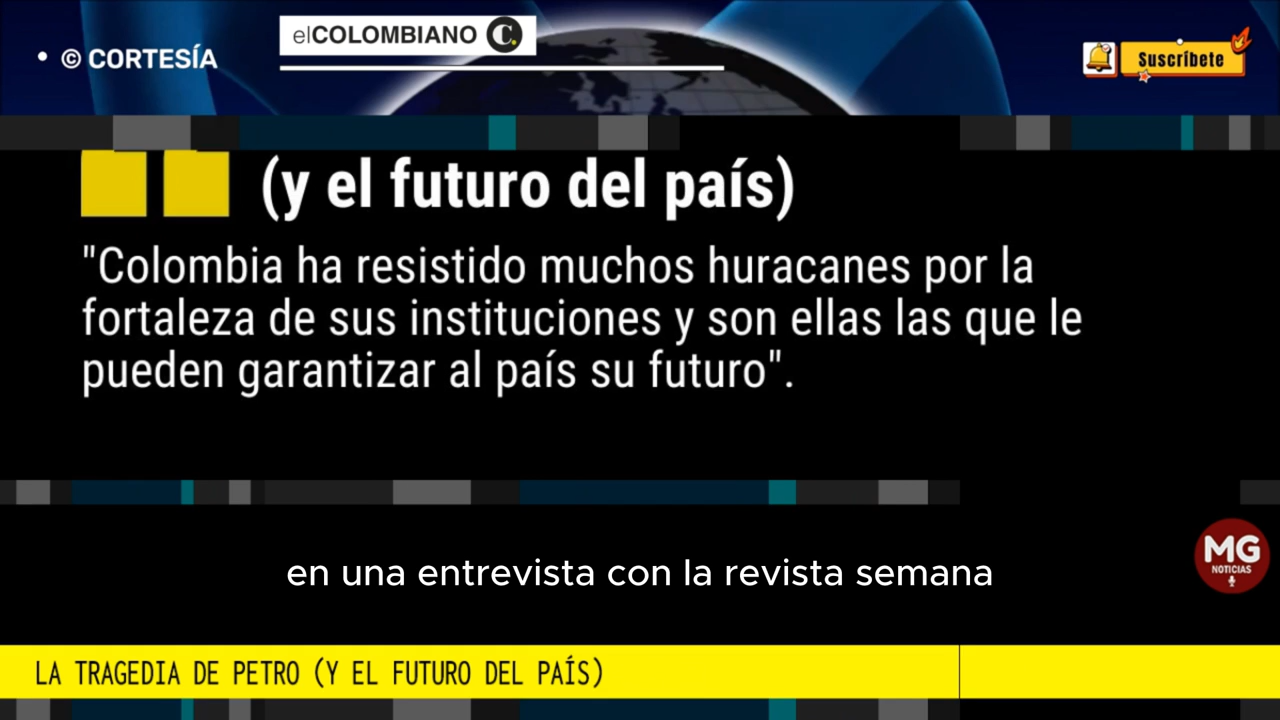 • © CORTESÍA
elCOLOMBIANO C.
Suscríbete
(y el futuro del país)
"Colombia ha resistido muchos huracanes por la
fortaleza de sus instituciones y son ellas las que le
pueden garantizar al país su futuro".
en una entrevista con la revista semana
MG
NOTICIAS
LA TRAGEDIA DE PETRO (Y EL FUTURO DEL PAÍS)